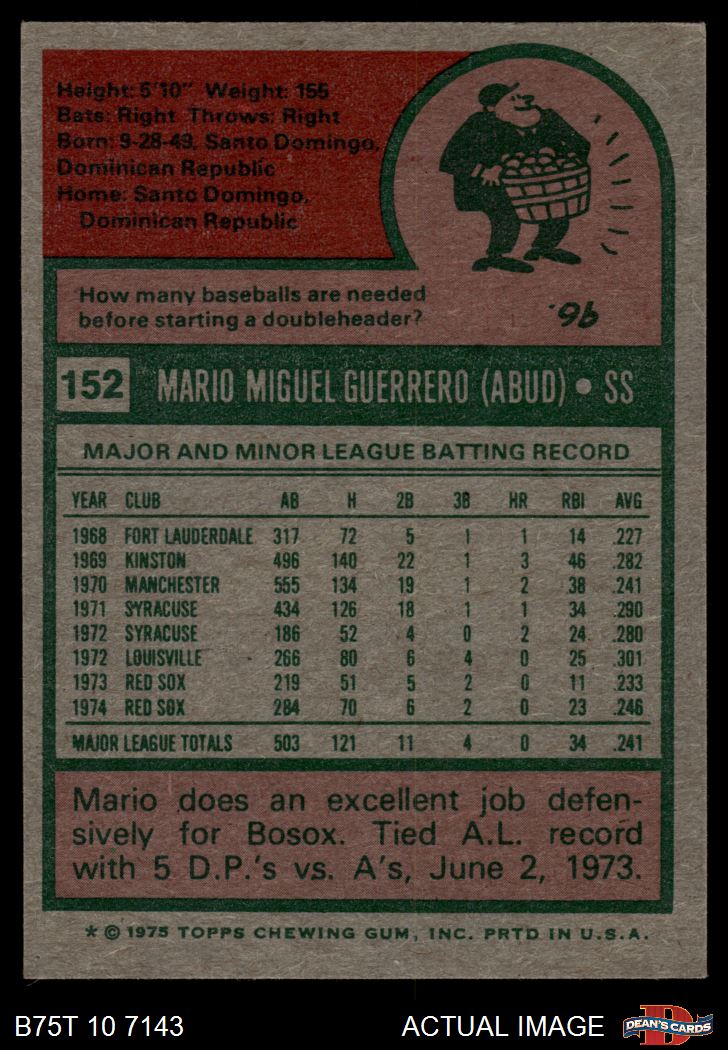 Height: 5'10" Weight: 155
Bats: Right Throws: Right
Born: 9-28-49, Santo Domingo,
Dominican Republic
Home: Santo Domingo,
Dominican Republic
How many baseballs are needed
before starting a doubleheader?
96.
152 MARIO MIGUEL GUERRERO (ABUD) • SS
MAJOR AND MINOR LEAGUE BATTING RECORD
YEAR CLUB AB H 2B 3B HR RBI AVG
1968 FORT LAUDERDALE 317 72 5 1 1 14 .227
1969 KINSTON 496 140 22 1 3 46 .282
1970 MANCHESTER 555 134 19 1 2 38 .241
1971 SYRACUSE 434 126 18 1 1 34 .290
1972 SYRACUSE 186 52 4 0 2 24 .280
1972 LOUISVILLE 266 80 6 4 0 25 .301
1973 RED SOX 219 51 5 2 0 11 .233
1974 RED SOX 284 70 6 2 0 23 .246
MAJOR LEAGUE TOTALS 503 121 11 4 0 34 .241
Mario does an excellent job defen-
sively for Bosox. Tied A.L. record
with 5 D.P.'s vs. A's, June 2, 1973.
* © 1975 TOPPS CHEWING GUM, INC. PRTD IN U.S.A.
B75T 10 7143 ACTUAL IMAGE D DEAN'S CARDS